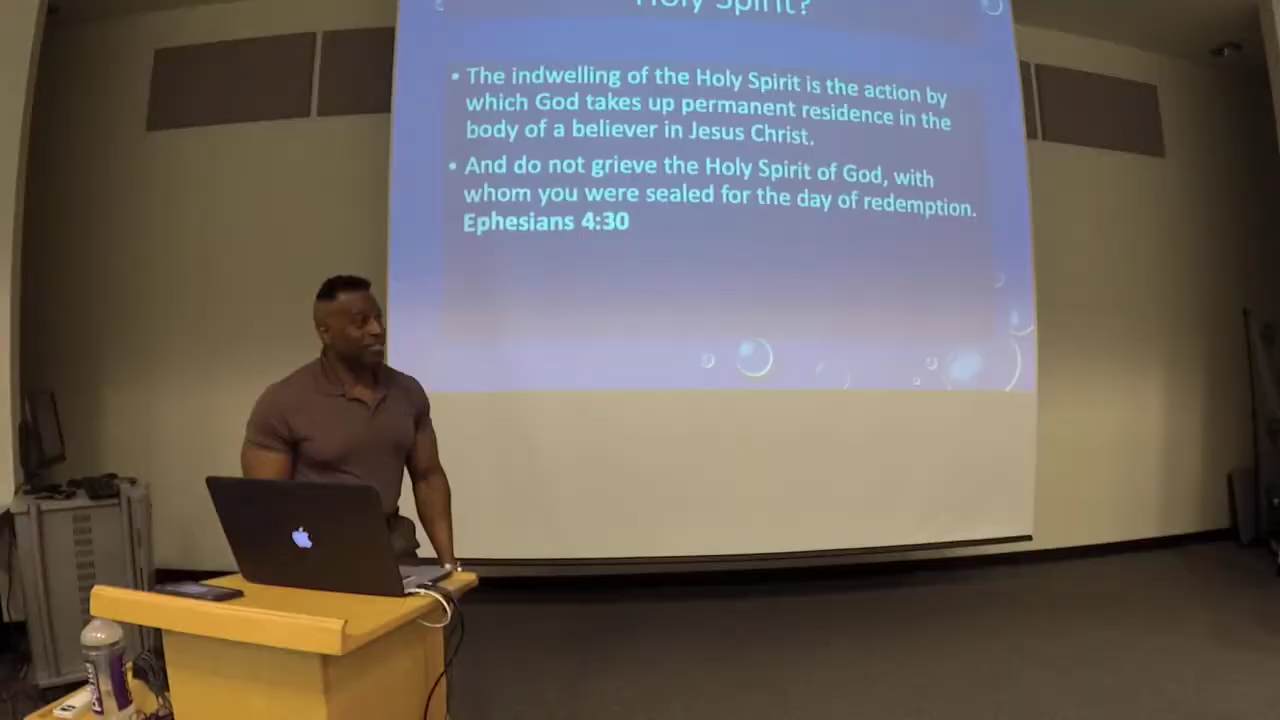 Holy Spirit?
• The indwelling of the Holy Spirit is the action by
which God takes up permanent residence in the
body of a believer in Jesus Christ.
• And do not grieve the Holy Spirit of God, with
whom you were sealed for the day of redemption.
Ephesians 4:30